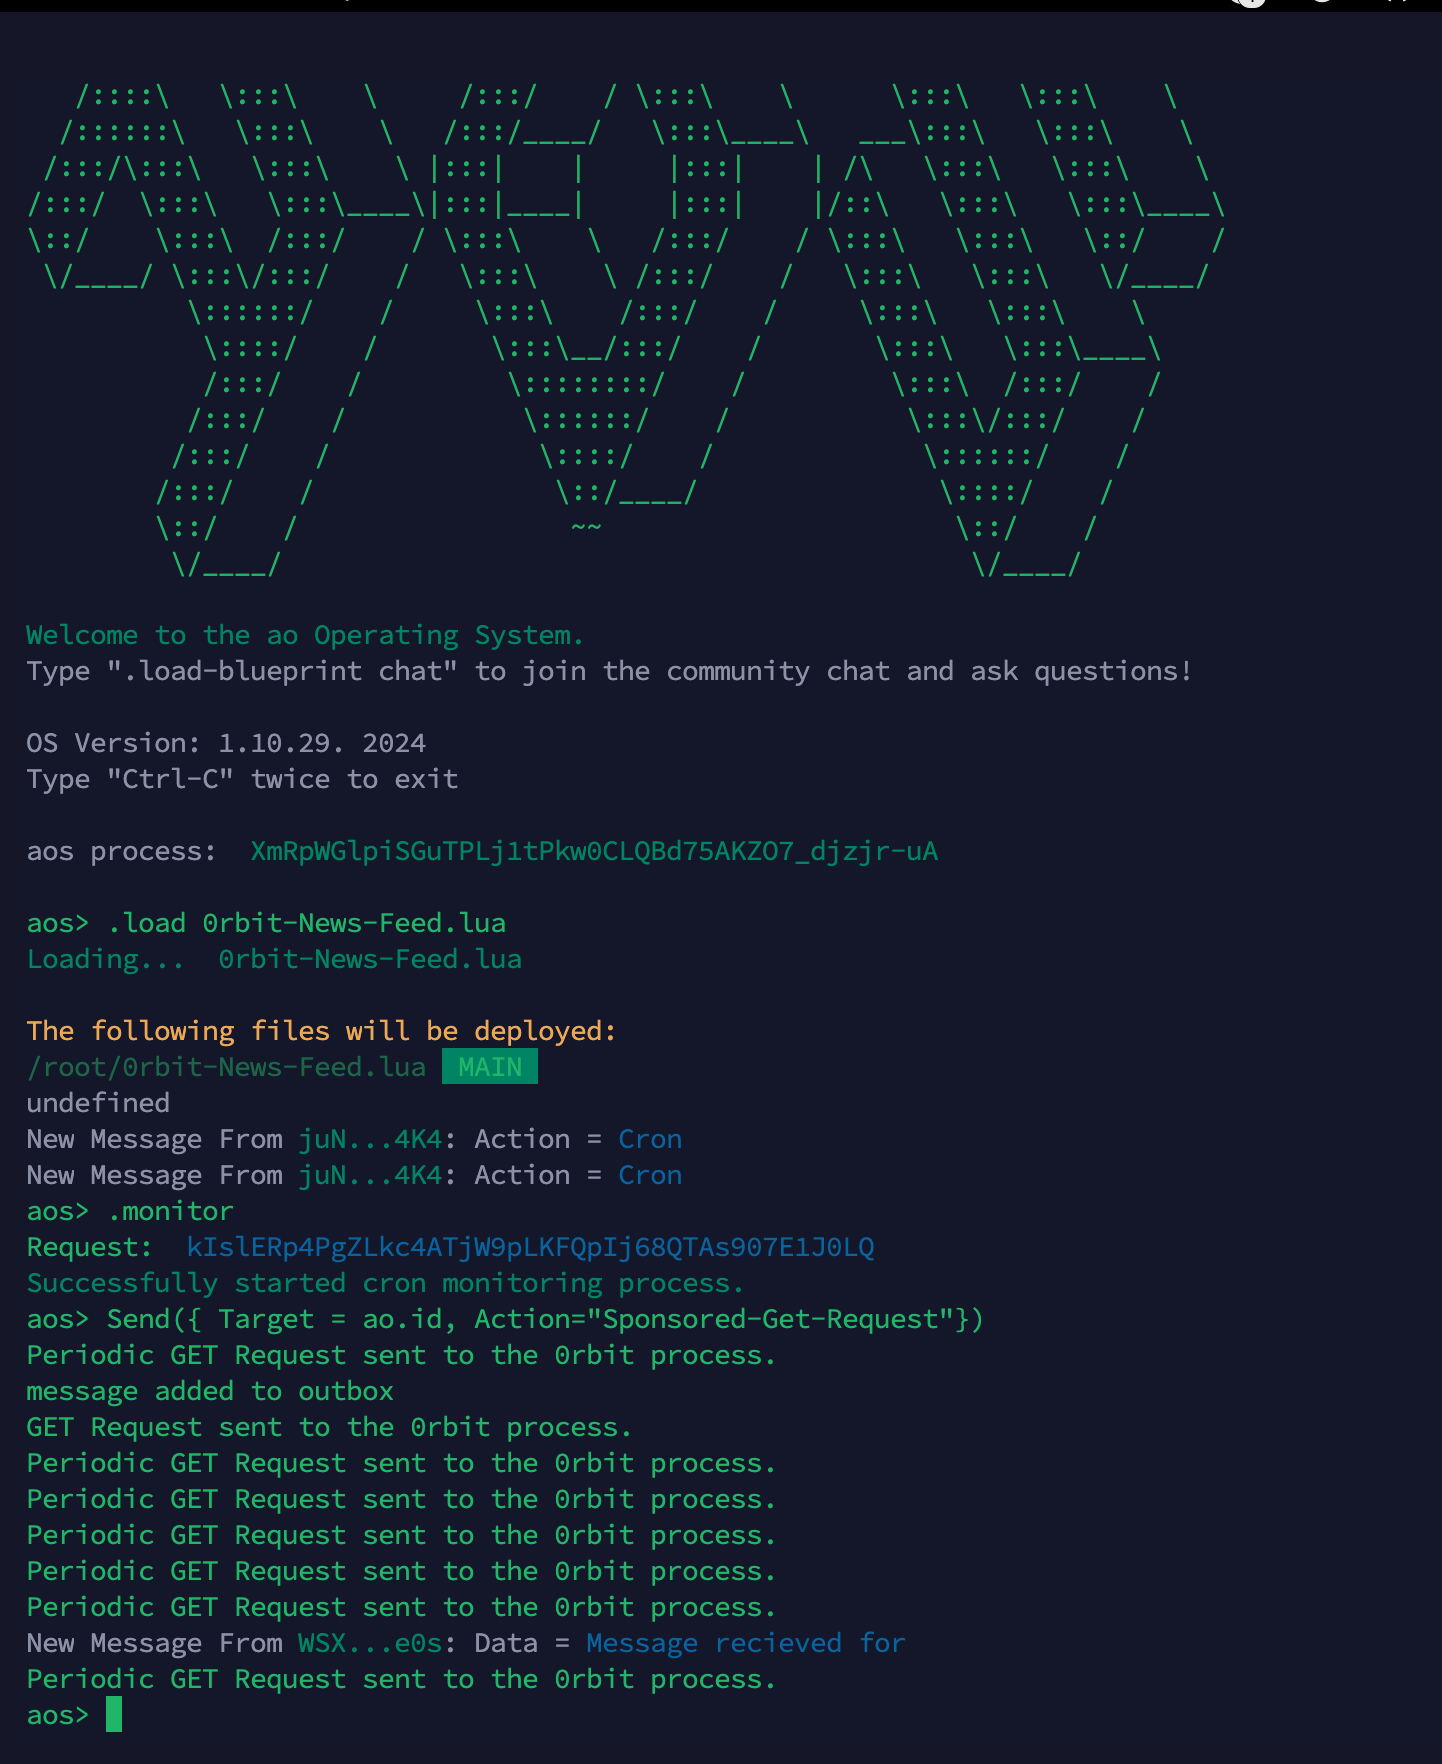 Welcome to the ao Operating System.
Type ".load-blueprint chat" to join the community chat and ask questions!
OS Version: 1.10.29. 2024
Type "Ctrl-C" twice to exit
aos process:  XmRpWGlpiSGuTPLj1tPkw0CLQBd75AKZO7_djzjr-uA
aos> .load 0rbit-News-Feed.lua
Loading...  0rbit-News-Feed.lua
The following files will be deployed:
/root/0rbit-News-Feed.lua  MAIN
undefined
New Message From juN...4K4: Action = Cron
New Message From juN...4K4: Action = Cron
aos> .monitor
Request:  kIslERp4PgZLkc4ATjW9pLKFQpIj68QTAs907E1J0LQ
Successfully started cron monitoring process.
aos> Send({ Target = ao.id, Action="Sponsored-Get-Request"})
Periodic GET Request sent to the 0rbit process.
message added to outbox
GET Request sent to the 0rbit process.
Periodic GET Request sent to the 0rbit process.
Periodic GET Request sent to the 0rbit process.
Periodic GET Request sent to the 0rbit process.
Periodic GET Request sent to the 0rbit process.
Periodic GET Request sent to the 0rbit process.
New Message From WSX...e0s: Data = Message recieved for
Periodic GET Request sent to the 0rbit process.
aos>